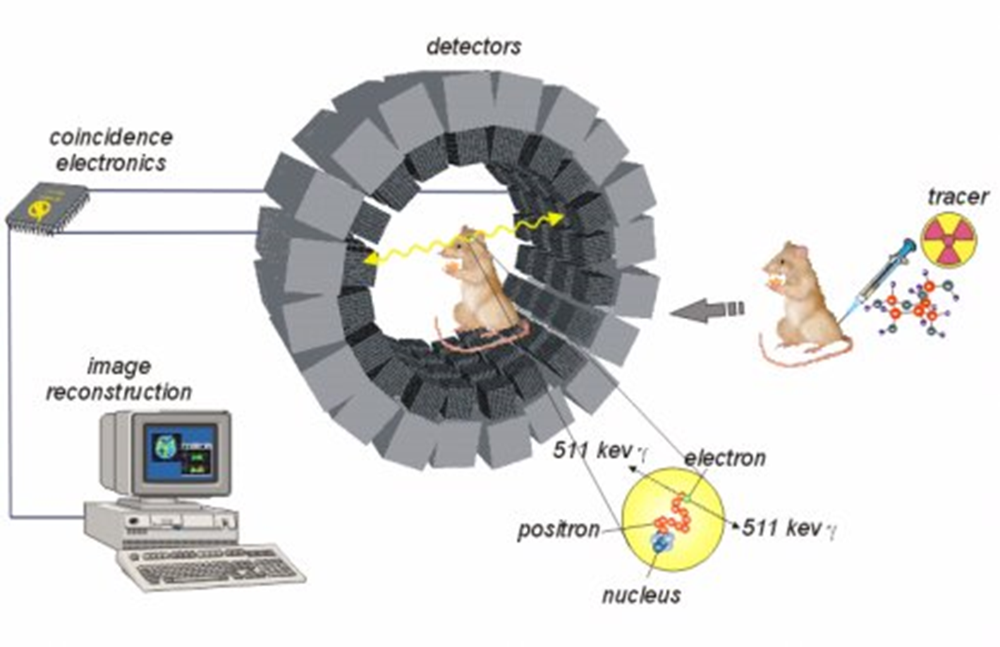 detectors
coincidence
electronics
tracer
image
reconstruction
511 kev γ
electron
positron
511 kev γ
nucleus